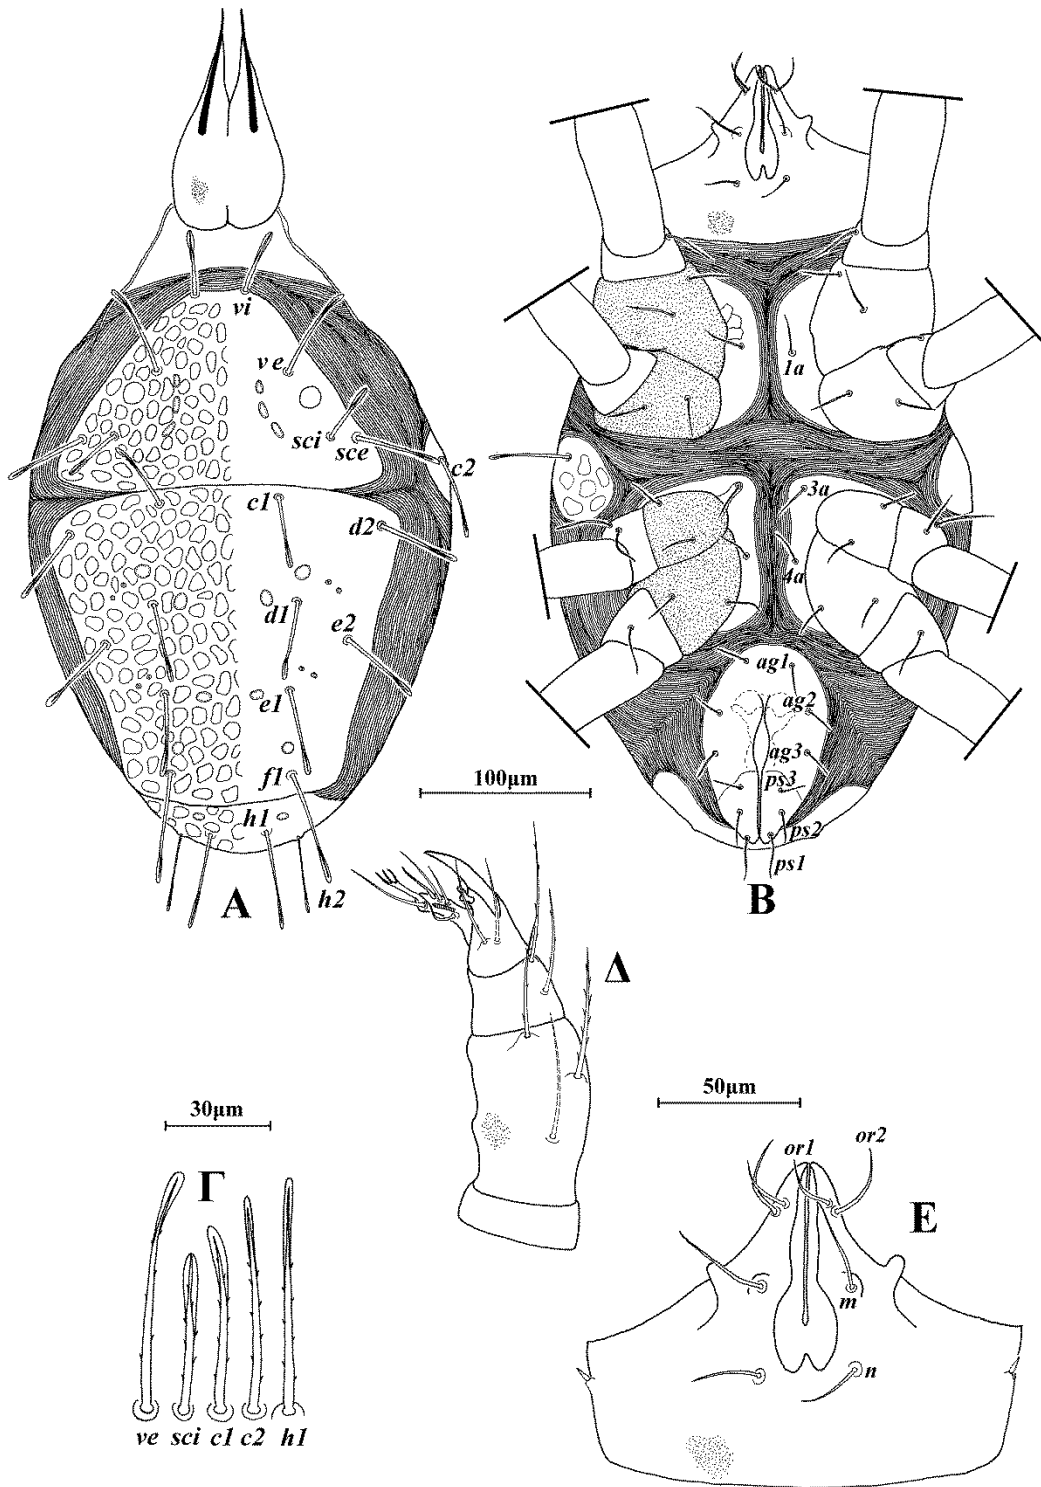 vi
ve
sci
sce
c2
c1
d2
d1
e2
e1
f1
h1
h2
A
1a
3a
4a
ag1
ag2
ag3
ps3
ps2
ps1
B
100μm
Δ
30μm
Γ
ve sci c1 c2 h1
50μm
or1 or2
E
m
n